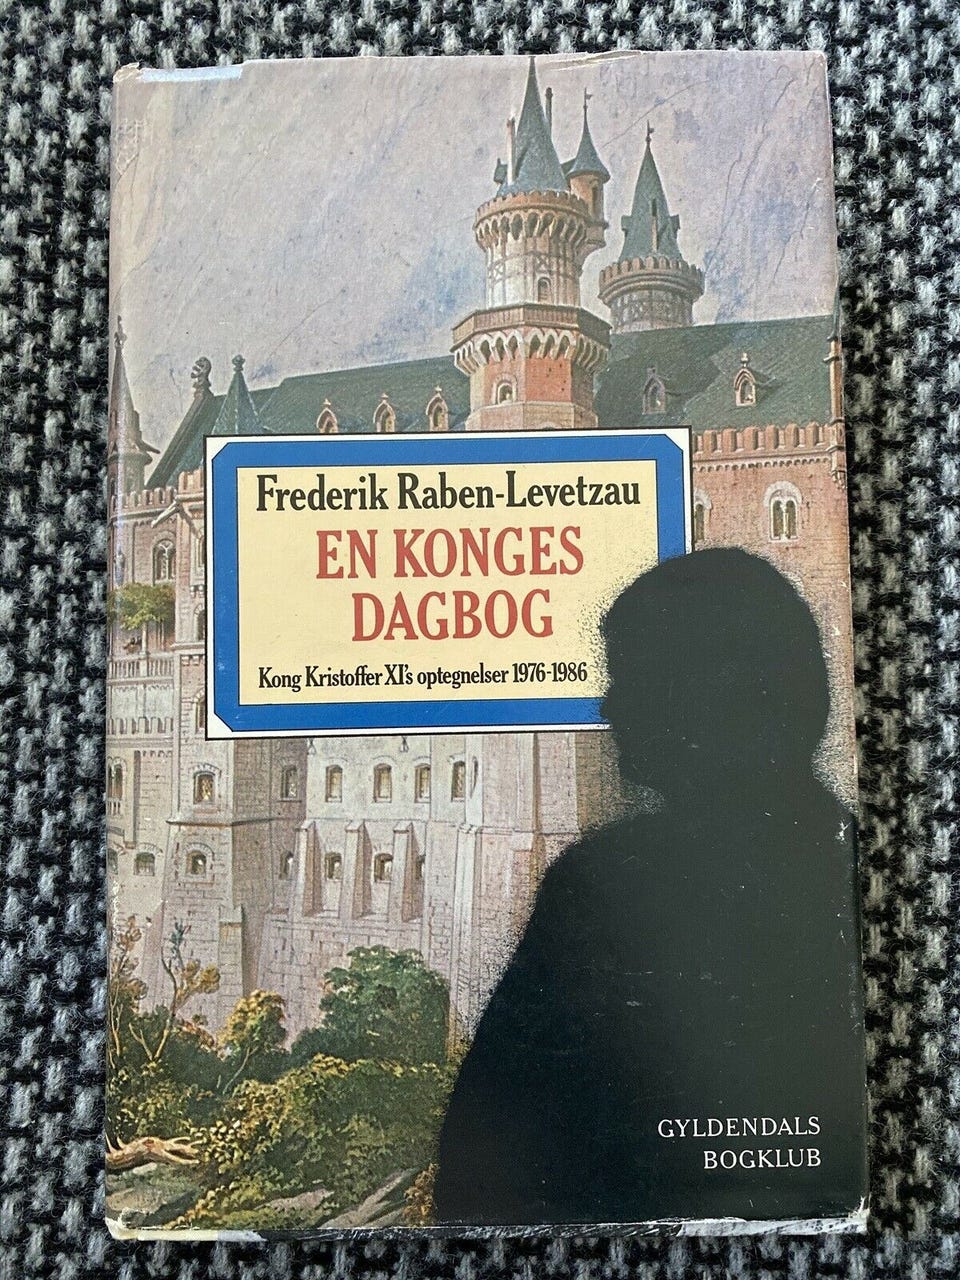 Frederik Raben-Levetzau
EN KONGES
DAGBOG
Kong Kristoffer XI's optegnelser 1976-1986
GYLDENDALS
BOGKLUB